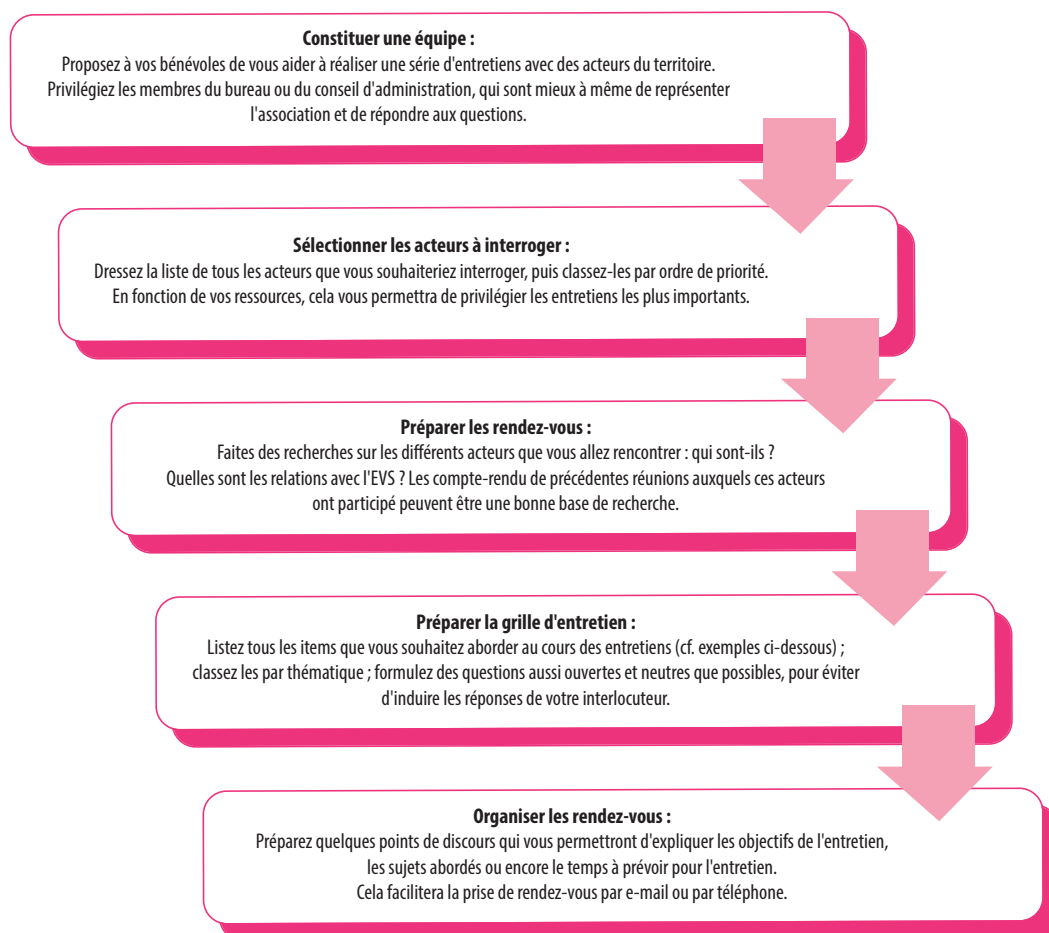 Constituer une équipe :
Proposez à vos bénévoles de vous aider à réaliser une série d'entretiens avec des acteurs du territoire.
Privilégiez les membres du bureau ou du conseil d'administration, qui sont mieux à même de représenter
l'association et de répondre aux questions.
Sélectionner les acteurs à interroger :
Dressez la liste de tous les acteurs que vous souhaiteriez interroger, puis classez-les par ordre de priorité.
En fonction de vos ressources, cela vous permettra de privilégier les entretiens les plus importants.
Préparer les rendez-vous :
Faites des recherches sur les différents acteurs que vous allez rencontrer : qui sont-ils ?
Quelles sont les relations avec l'EVS ? Les compte-rendu de précédentes réunions auxquels ces acteurs
ont participé peuvent être une bonne base de recherche.
Préparer la grille d'entretien :
Listez tous les items que vous souhaitez aborder au cours des entretiens (cf. exemples ci-dessous) ;
classez les par thématique ; formulez des questions aussi ouvertes et neutres que possibles, pour éviter
d'induire les réponses de votre interlocuteur.
Organiser les rendez-vous :
Préparez quelques points de discours qui vous permettront d'expliquer les objectifs de l'entretien,
les sujets abordés ou encore le temps à prévoir pour l'entretien.
Cela facilitera la prise de rendez-vous par e-mail ou par téléphone.